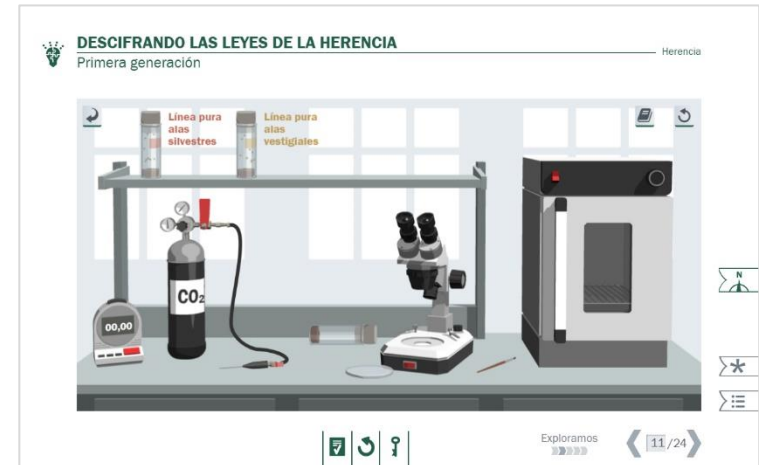 DESCIFRANDO LAS LEYES DE LA HERENCIA
Herencia
Primera generación
Línea pura
alas
silvestres
Línea pura
alas
vestigiales
CO2
00,00
N
Exploramos
11/24